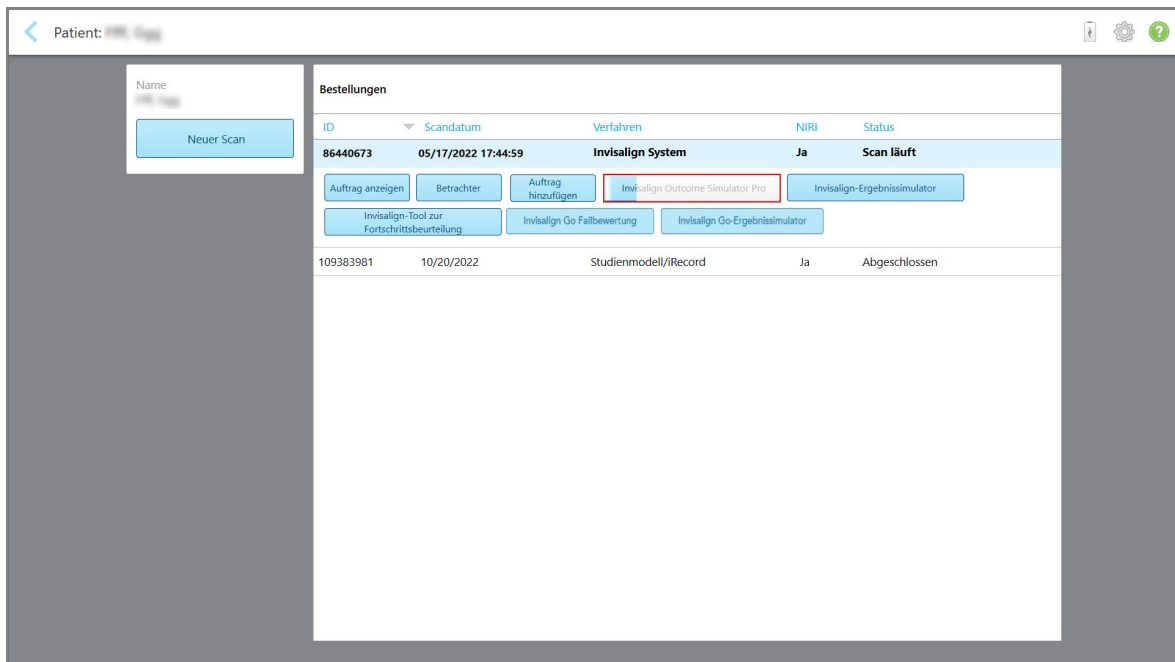 Patient:
Name
Neuer Scan
Bestellungen
ID Scandatum Verfahren NIRI Status
86440673 05/17/2022 17:44:59 Invisalign System Ja Scan läuft
Auftrag anzeigen Betrachter Auftrag hinzufügen Invisalign Outcome Simulator Pro Invisalign-Ergebnissimulator
Invisalign-Tool zur Fortschrittsbeurteilung Invisalign Go Fallbewertung Invisalign Go-Ergebnissimulator
109383981 10/20/2022 Studienmodell/iRecord Ja Abgeschlossen